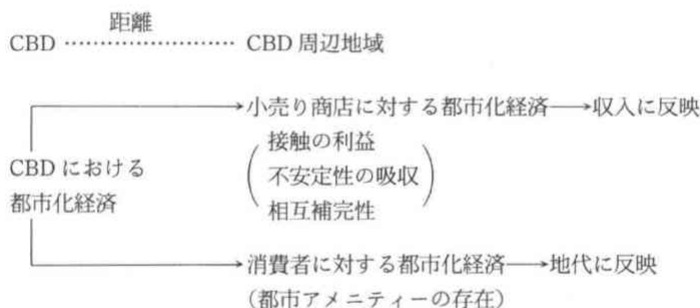 距離
CBD ……………………… CBD 周辺地域
小売り商店に対する都市化経済→収入に反映
接触の利益
CBD における
不安定性の吸収
都市化経済
相互補完性
消費者に対する都市化経済→地代に反映
(都市アメニティーの存在)